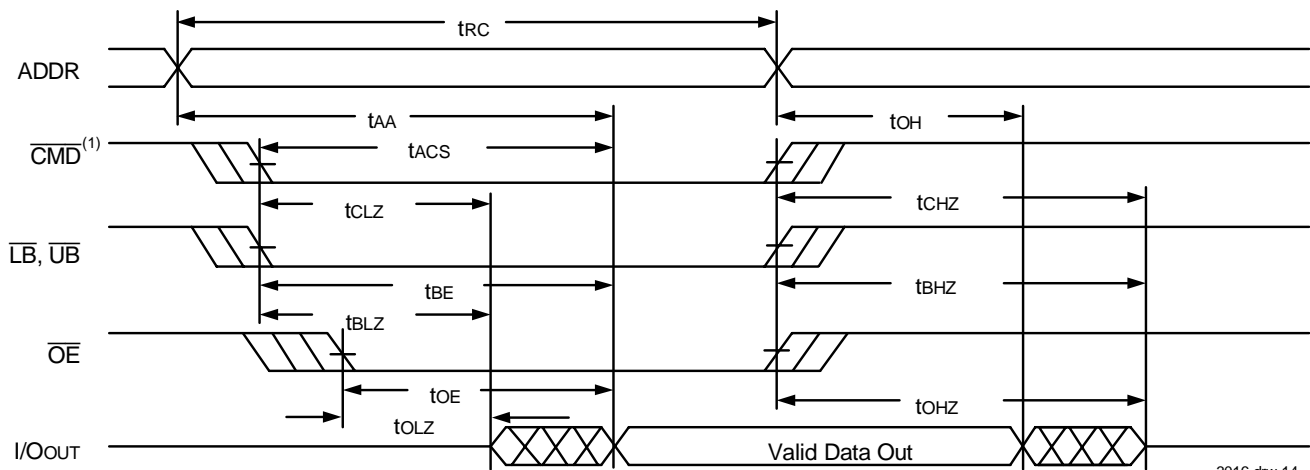 tRC
ADDR
tAA
tOH
CMD(1)
tACS
tCLZ
tCHZ
LB, UB
tBE
tBHZ
tBLZ
OE
tOE
tOHZ
tOLZ
I/OOUT
Valid Data Out